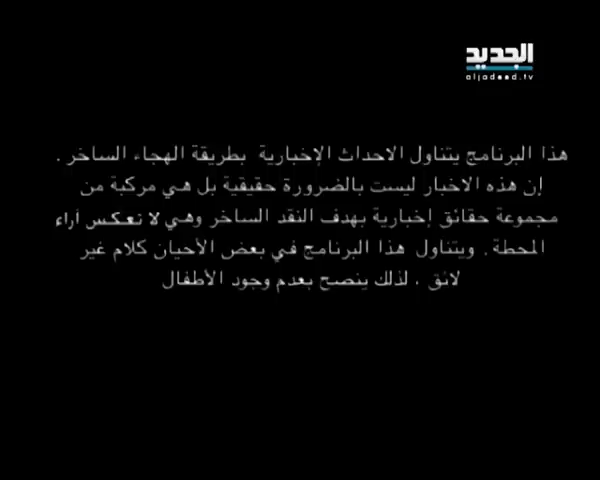 الجديد
aljadeed.tv
هذا البرنامج يتناول الاحداث الإخبارية بطريقة الهجاء الساخر .
إن هذه الاخبار ليست بالضرورة حقيقية بل هي مركبة من
مجموعة حقائق إخبارية بهدف النقد الساخر وهي لا تعكس أراء
المحطة . ويتناول هذا البرنامج في بعض الأحيان كلام غير
لائق ، لذلك ينصح بعدم وجود الأطفال